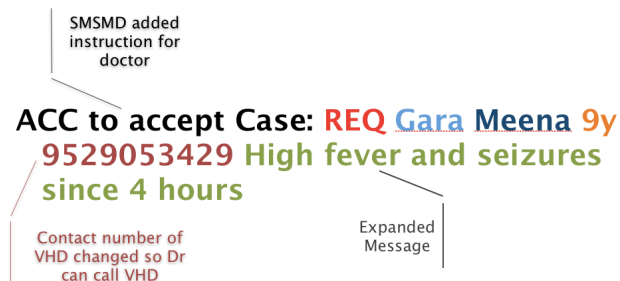 SMSMD added
instruction for
doctor
ACC to accept Case: REQ Gara Meena 9y
9529053429 High fever and seizures
since 4 hours
Expanded
Message
Contact number of
VHD changed so Dr
can call VHD